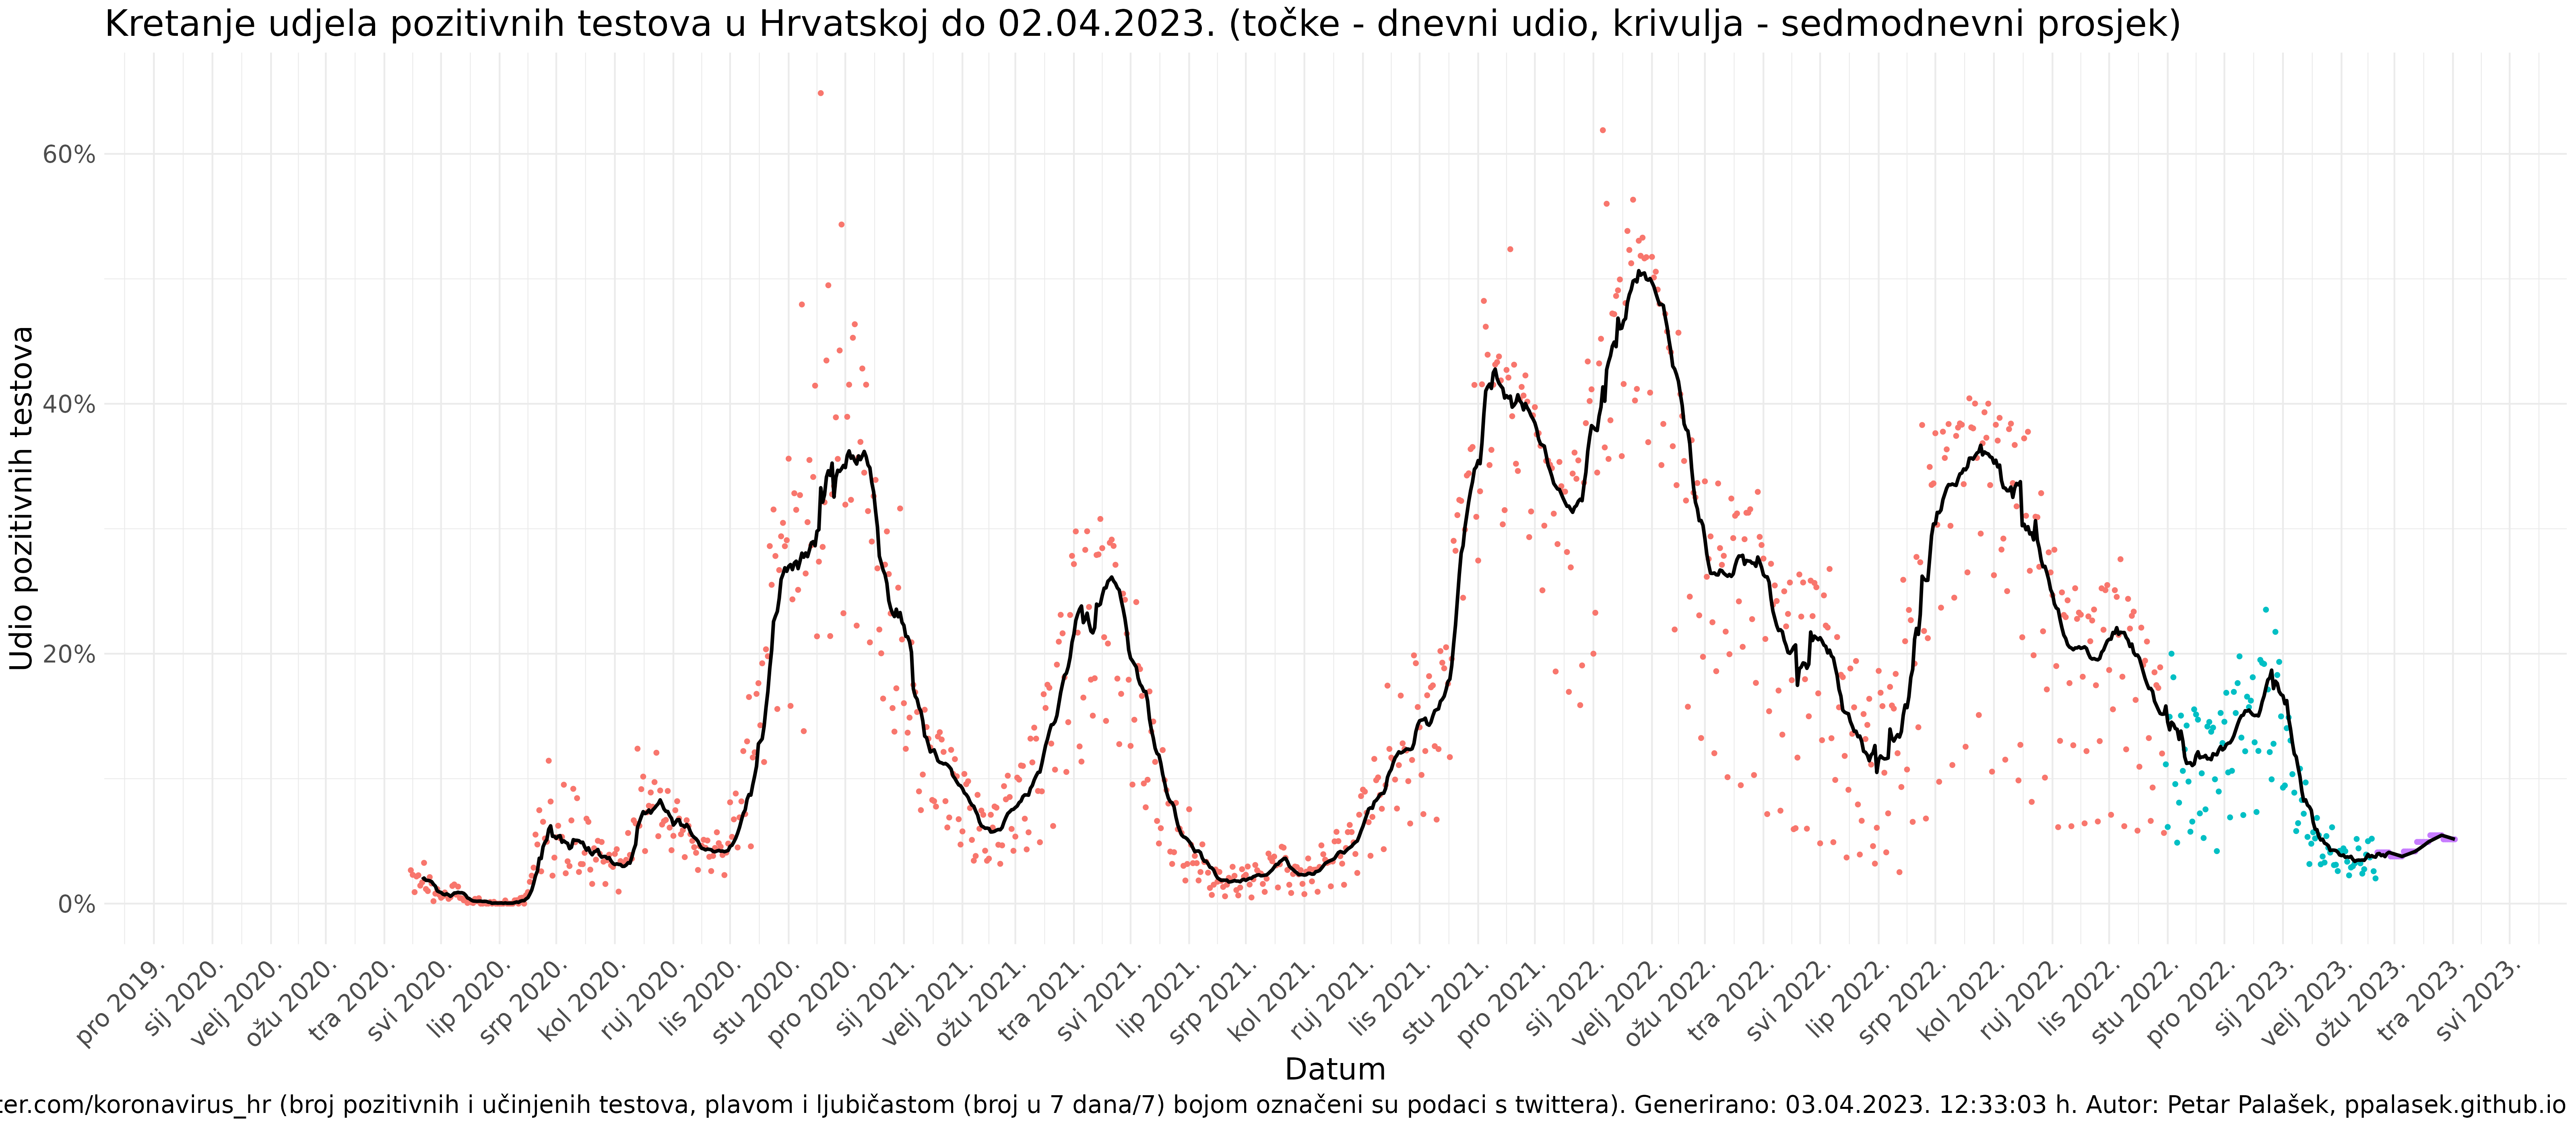 Kretanje udjela pozitivnih testova u Hrvatskoj do 02.04.2023. (točke - dnevni udio, krivulja - sedmodnevni prosjek)
Udio pozitivnih testova
60%
40%
20%
0%
pro 2019.
sij 2020.
velj 2020.
ožu 2020.
tra 2020.
svi 2020.
lip 2020.
srp 2020.
kol 2020.
ruj 2020.
lis 2020.
stu 2020.
pro 2020.
sij 2021.
velj 2021.
ožu 2021.
tra 2021.
svi 2021.
lip 2021.
srp 2021.
kol 2021.
ruj 2021.
lis 2021.
stu 2021.
pro 2021.
sij 2022.
velj 2022.
ožu 2022.
tra 2022.
svi 2022.
lip 2022.
srp 2022.
kol 2022.
ruj 2022.
lis 2022.
stu 2022.
pro 2022.
sij 2023.
velj 2023.
ožu 2023.
tra 2023.
svi 2023.
Datum
ter.com/koronavirus_hr (broj pozitivnih i učinjenih testova, plavom i ljubičastom (broj u 7 dana/7) bojom označeni su podaci s twittera). Generirano: 03.04.2023. 12:33:03 h. Autor: Petar Palašek, ppalasek.github.io